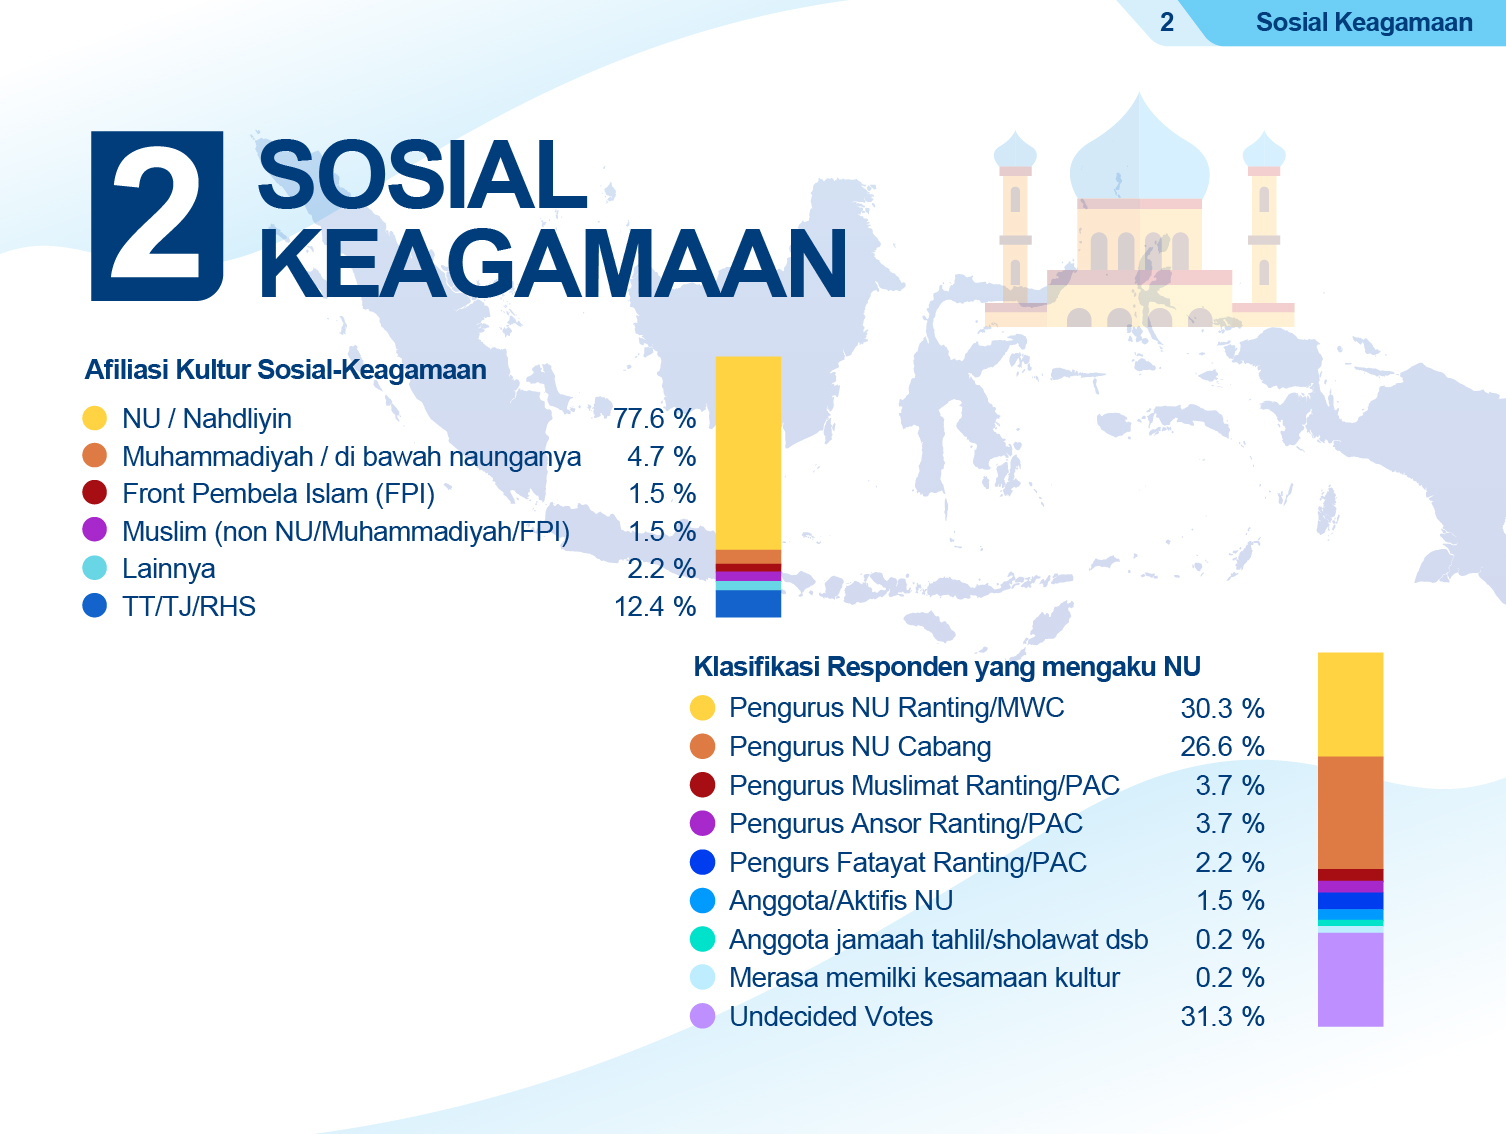 2 Sosial Keagamaan
2 SOSIAL
KEAGAMAAN
Afiliasi Kultur Sosial-Keagamaan
NU / Nahdliyin 77.6 %
Muhammadiyah / di bawah naunganya 4.7 %
Front Pembela Islam (FPI) 1.5 %
Muslim (non NU/Muhammadiyah/FPI) 1.5 %
Lainnya 2.2 %
TT/TJ/RHS 12.4 %
Klasifikasi Responden yang mengaku NU
Pengurus NU Ranting/MWC 30.3 %
Pengurus NU Cabang 26.6 %
Pengurus Muslimat Ranting/PAC 3.7 %
Pengurus Ansor Ranting/PAC 3.7 %
Pengurs Fatayat Ranting/PAC 2.2 %
Anggota/Aktifis NU 1.5 %
Anggota jamaah tahlil/sholawat dsb 0.2 %
Merasa memilki kesamaan kultur 0.2 %
Undecided Votes 31.3 %